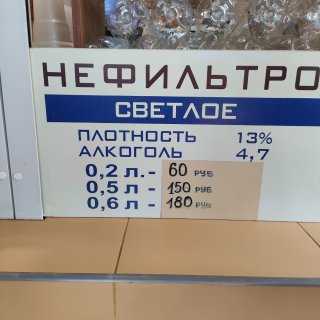 НЕФИЛЬТРО
СВЕТЛОЕ
ПЛОТНОСТЬ 13%
АЛКОГОЛЬ 4,7
0,2 л.- 60 РУБ
0,5 л- 150 РУБ
0,6 л- 180 РУБ